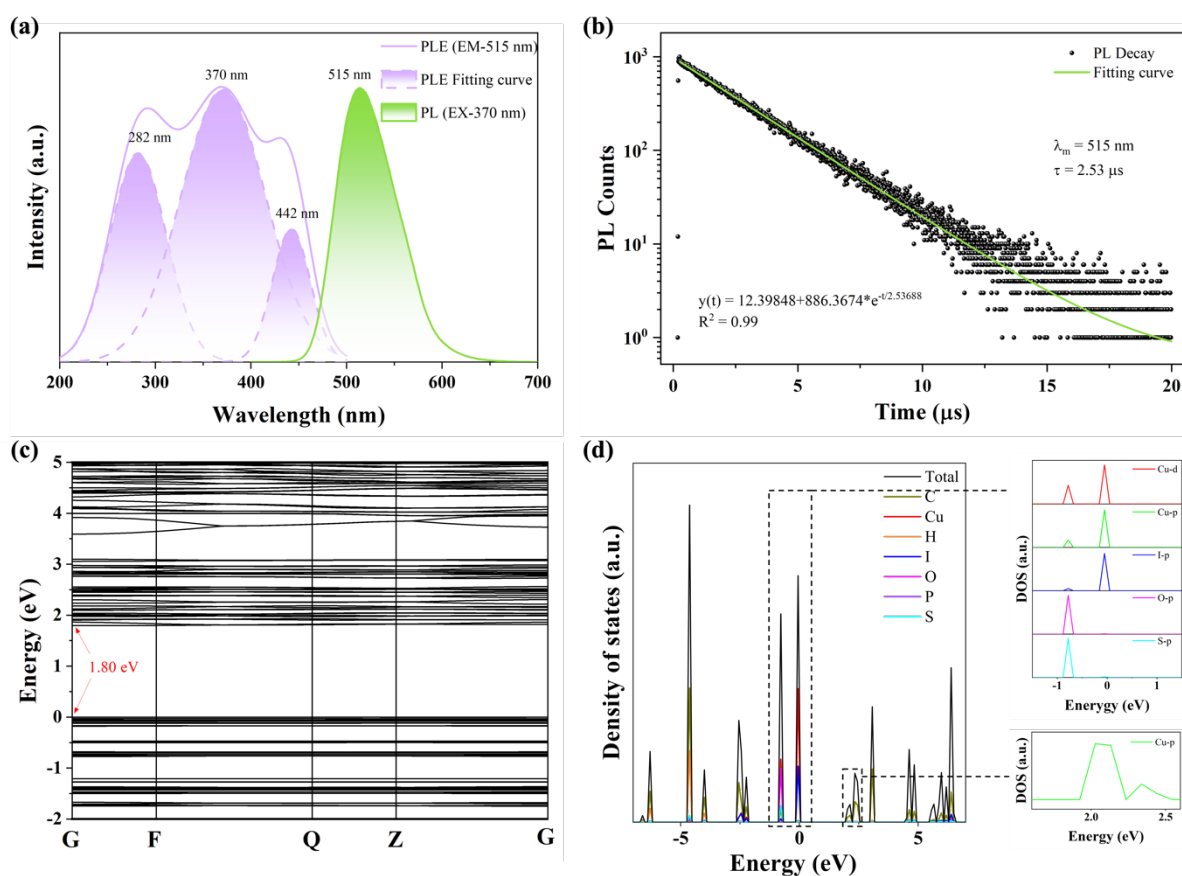 (a)
PLE (EM-515 nm)
PLE Fitting curve
PL (EX-370 nm)
282 nm
370 nm
442 nm
515 nm
Intensity (a.u.)
200 300 400 500 600 700
Wavelength (nm)
(b)
PL Decay
Fitting curve
λm = 515 nm
τ = 2.53 μs
y(t) = 12.39848+886.3674*e-t/2.53688
R2 = 0.99
103
102
101
100
PL Counts
0 5 10 15 20
Time (μs)
(c)
5
4
3
2
1
0
-1
-2
1.80 eV
Energy (eV)
G F Q Z G
(d)
Total
C
Cu
H
I
O
P
S
Density of states (a.u.)
-5 0 5
Energy (eV)
Cu-d
Cu-p
I-p
O-p
S-p
DOS (a.u.)
-1 0 1
Enerygy (eV)
Cu-p
DOS (a.u.)
2.0 2.5
Energy (eV)